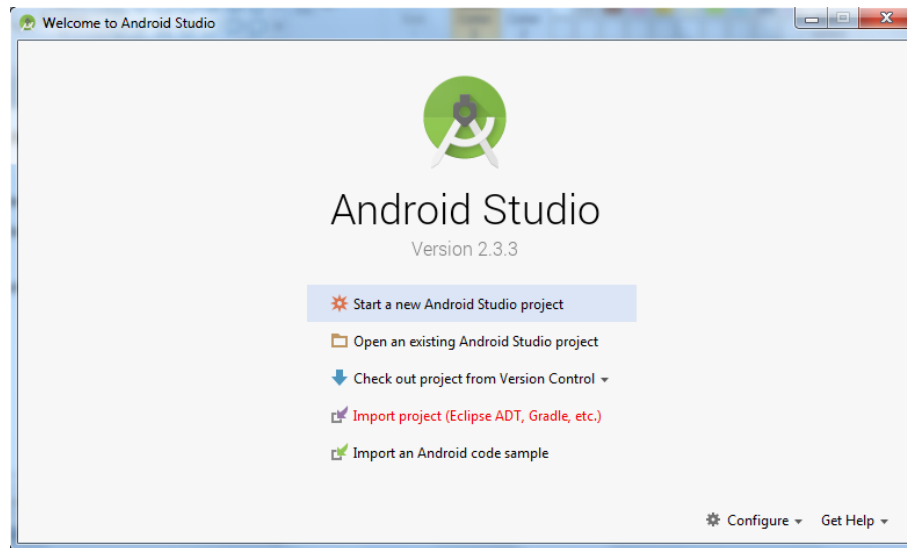 Welcome to Android Studio
Android Studio
Version 2.3.3
Start a new Android Studio project
Open an existing Android Studio project
Check out project from Version Control
Import project (Eclipse ADT, Gradle, etc.)
Import an Android code sample
Configure Get Help